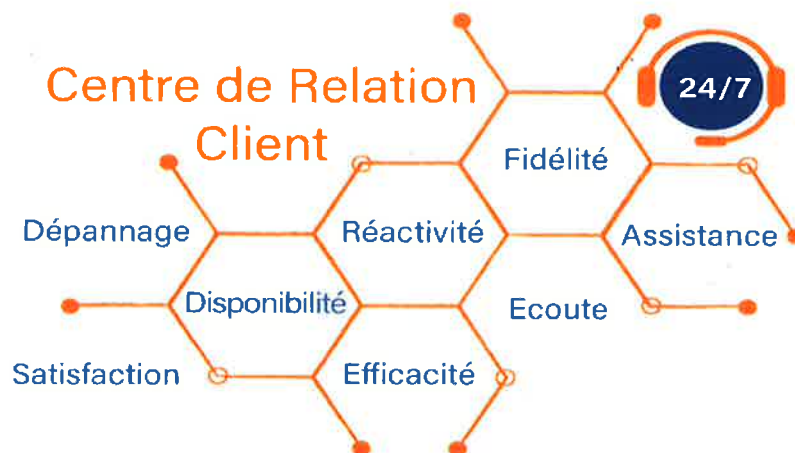 Centre de Relation
Client
24/7
Fidélité
Dépannage
Réactivité
Assistance
Disponibilité
Ecoute
Satisfaction
Efficacité